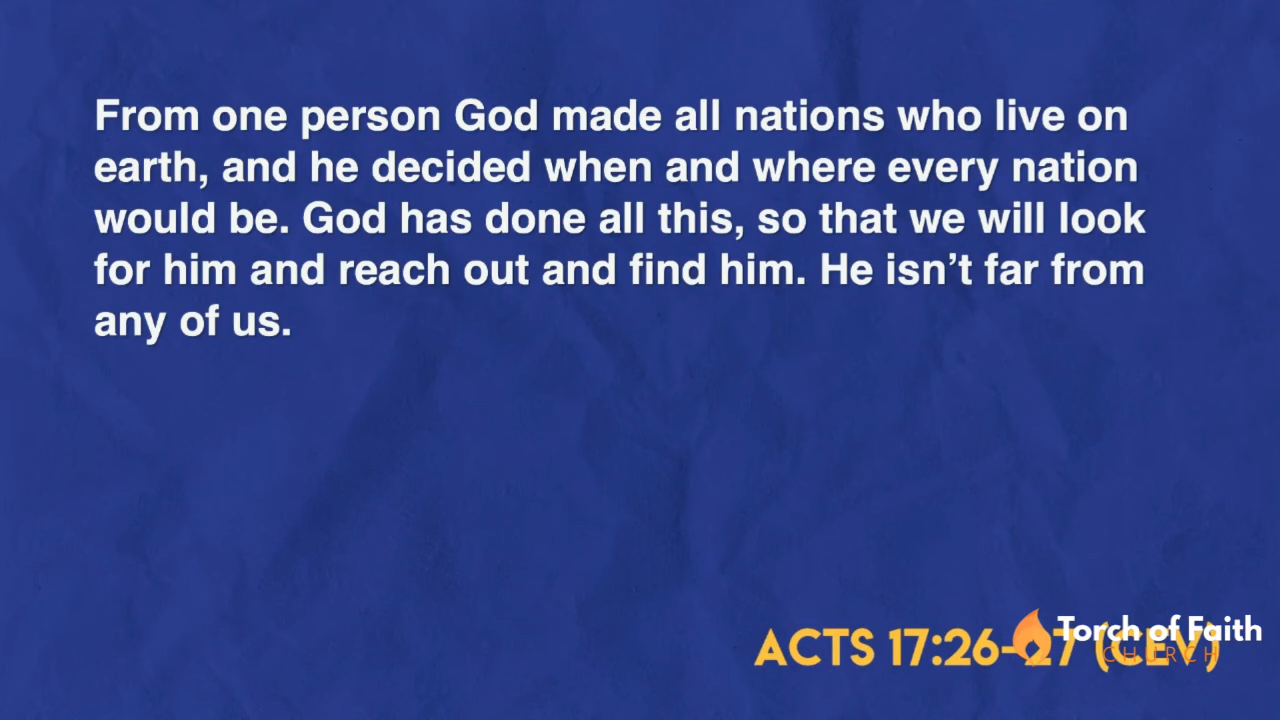 From one person God made all nations who live on
earth, and he decided when and where every nation
would be. God has done all this, so that we will look
for him and reach out and find him. He isn’t far from
any of us.
ACTS 17:26-27 (CEV)
Torch of Faith
CHURCH